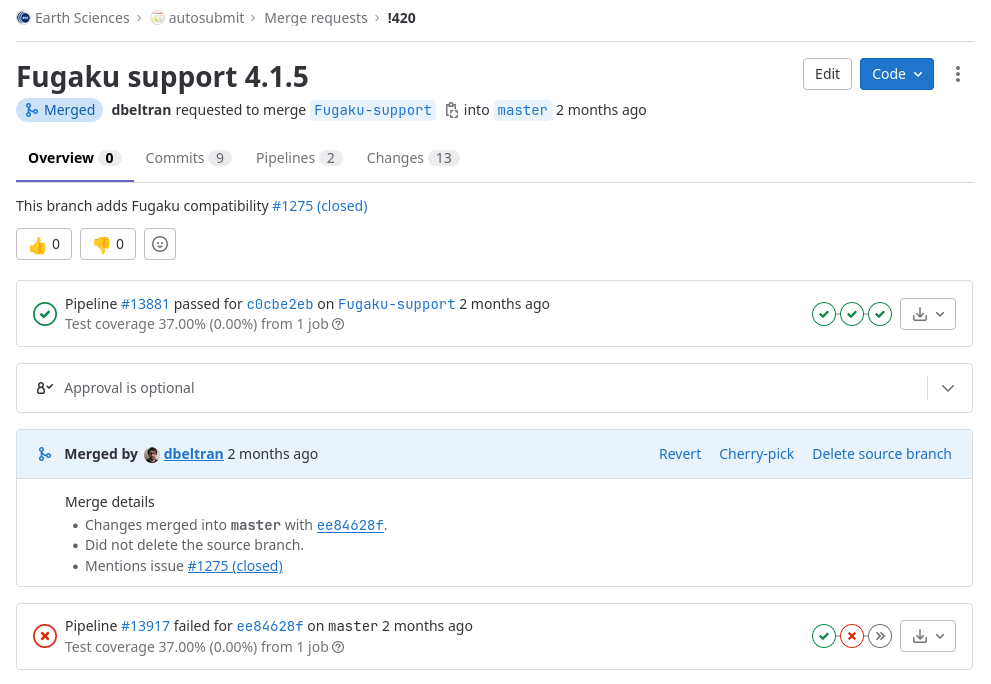 Earth Sciences › autosubmit › Merge requests › !420
Fugaku support 4.1.5
Edit
Code
Merged dbeltran requested to merge Fugaku-support into master 2 months ago
Overview 0 Commits 9 Pipelines 2 Changes 13
This branch adds Fugaku compatibility #1275 (closed)
👍 0 👎 0
Pipeline #13881 passed for c0cbe2eb on Fugaku-support 2 months ago
Test coverage 37.00% (0.00%) from 1 job
Approval is optional
Merged by dbeltran 2 months ago
Revert Cherry-pick Delete source branch
Merge details
• Changes merged into master with ee84628f.
• Did not delete the source branch.
• Mentions issue #1275 (closed)
Pipeline #13917 failed for ee84628f on master 2 months ago
Test coverage 37.00% (0.00%) from 1 job